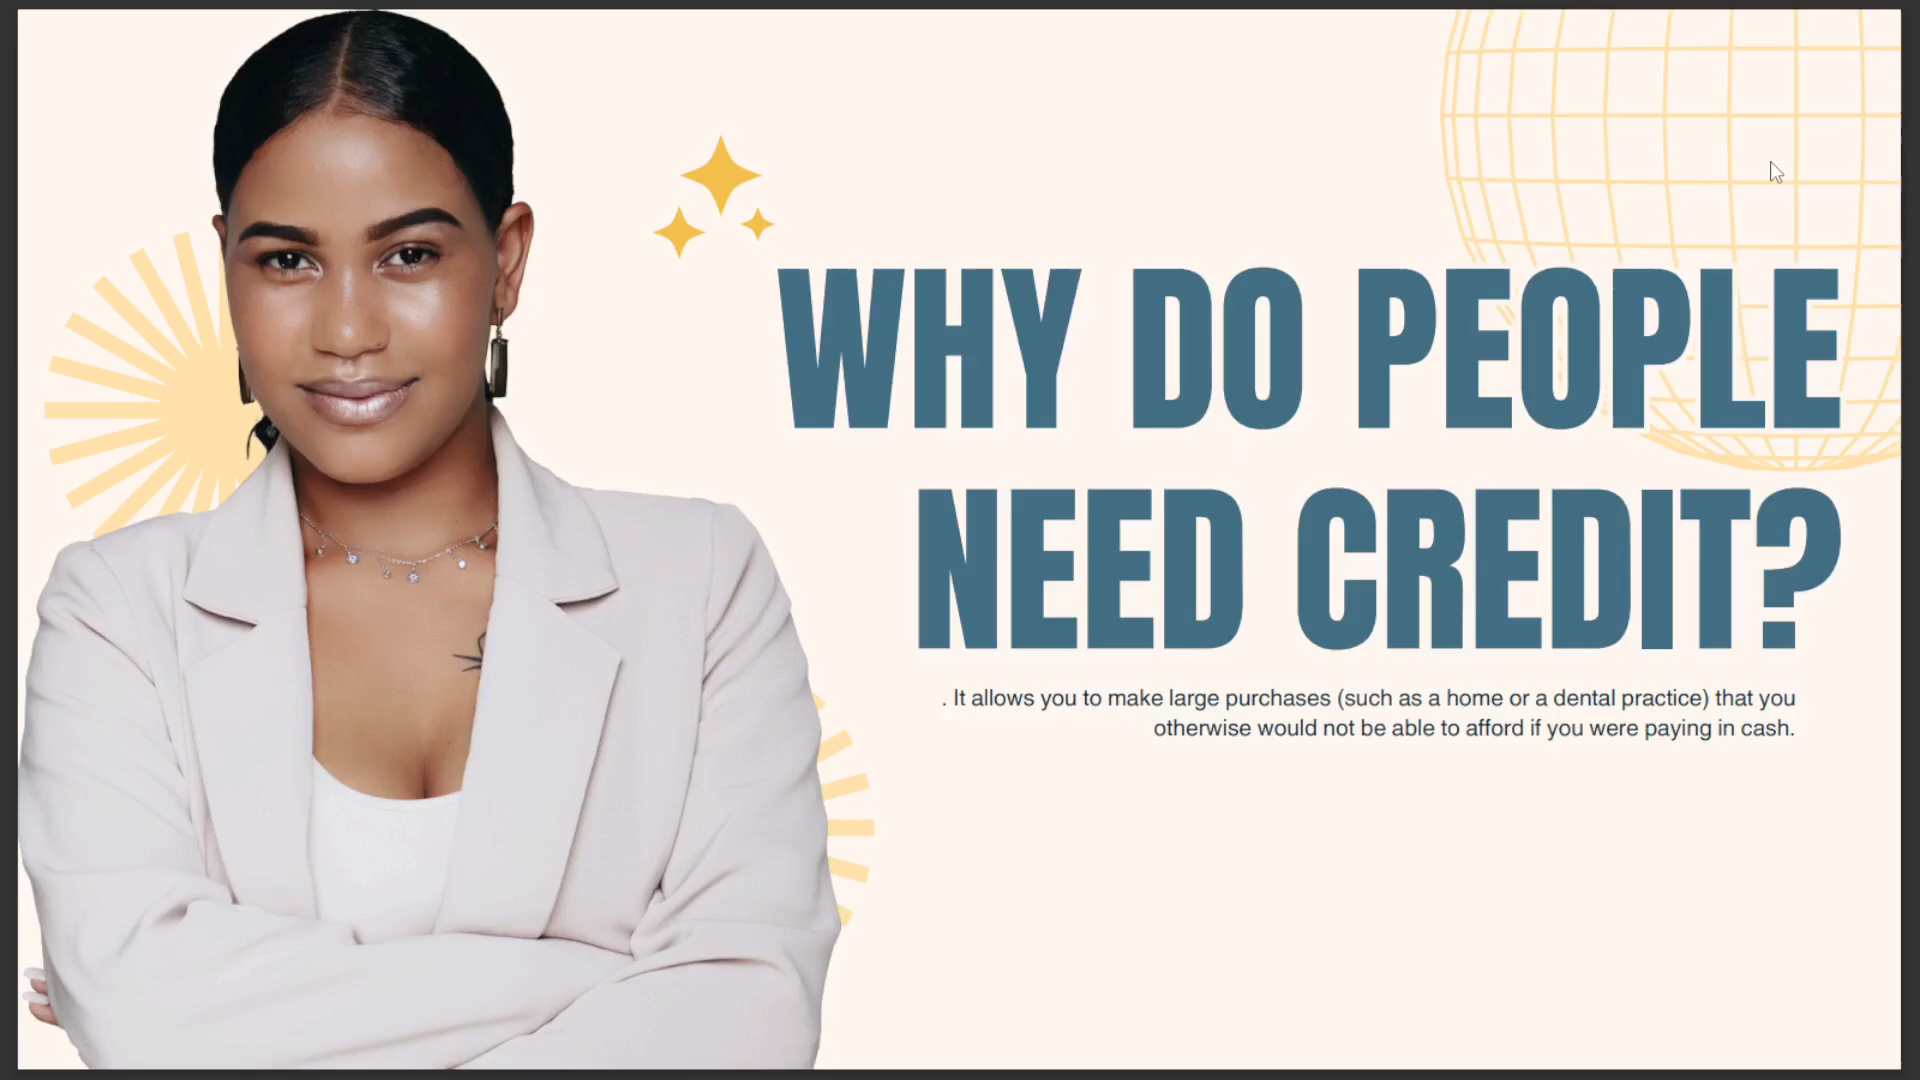 WHY DO PEOPLE
NEED CREDIT?
. It allows you to make large purchases (such as a home or a dental practice) that you
otherwise would not be able to afford if you were paying in cash.